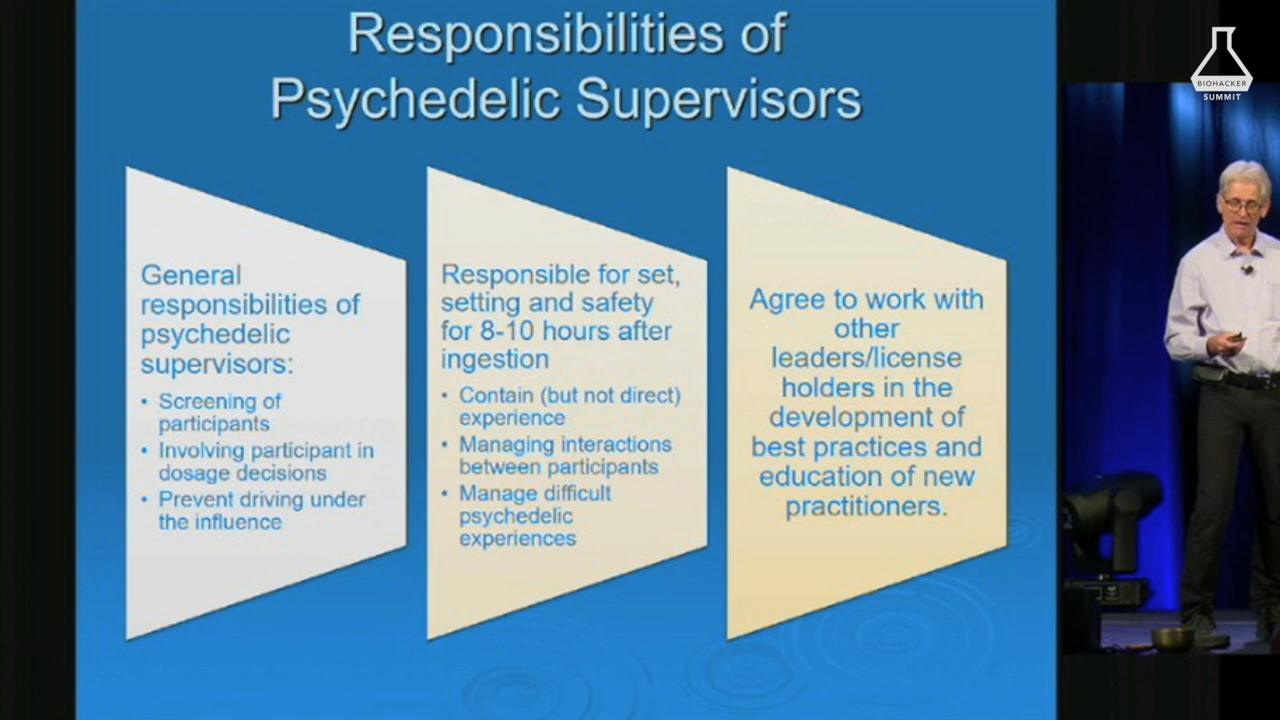 Responsibilities of
Psychedelic Supervisors
General
responsibilities of
psychedelic
supervisors:
• Screening of
participants
• Involving participant in
dosage decisions
• Prevent driving under
the influence
Responsible for set,
setting and safety
for 8-10 hours after
ingestion
• Contain (but not direct)
experience
• Managing interactions
between participants
• Manage difficult
psychedelic
experiences
Agree to work with
other
leaders/license
holders in the
development of
best practices and
education of new
practitioners.
BIOHACKER
SUMMIT